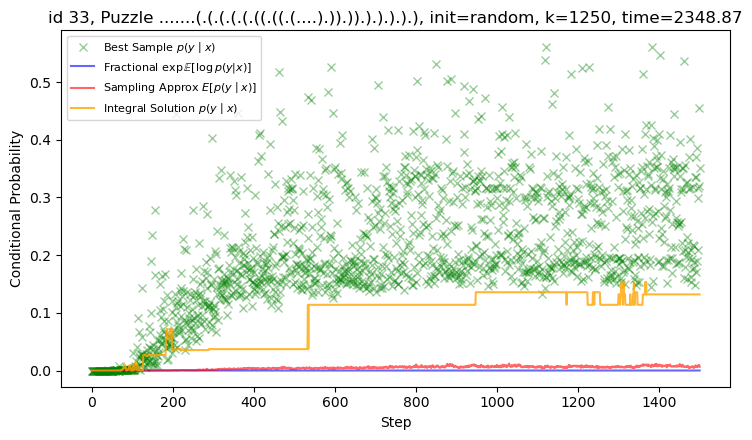 id 33, Puzzle .......(.(.(.(.(.((.((.(....).)).)).).).).).), init=random, k=1250, time=2348.87
Best Sample p(y | x)
Fractional exp𝔼[log p(y|x)]
Sampling Approx E[p(y | x)]
Integral Solution p(y | x)
Conditional Probability
0.5
0.4
0.3
0.2
0.1
0.0
0 200 400 600 800 1000 1200 1400
Step